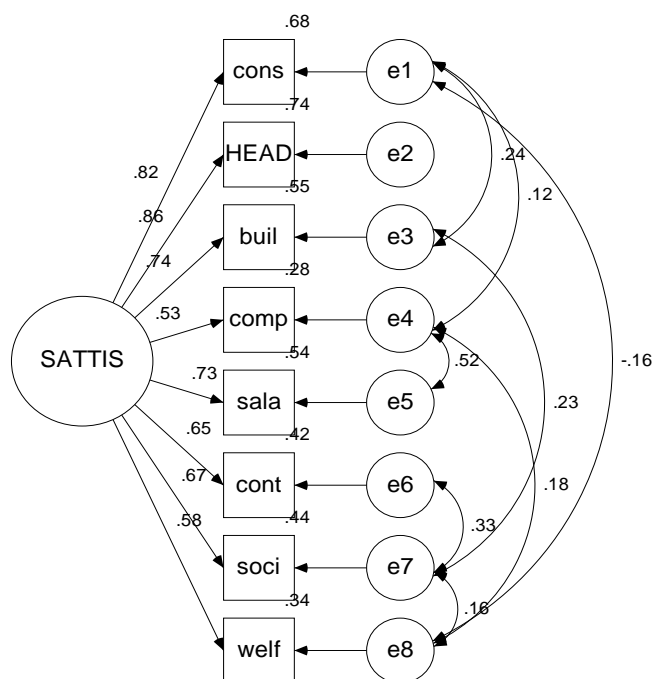 .68
cons
e1
.74
.82
HEAD
e2
.24
.55
.12
.86
buil
e3
.74
.28
.53
comp
e4
SATTIS
.54
.52
-.16
.73
sala
e5
.23
.65
.42
.67
cont
e6
.18
.58
.44
.33
soci
e7
.34
.16
welf
e8